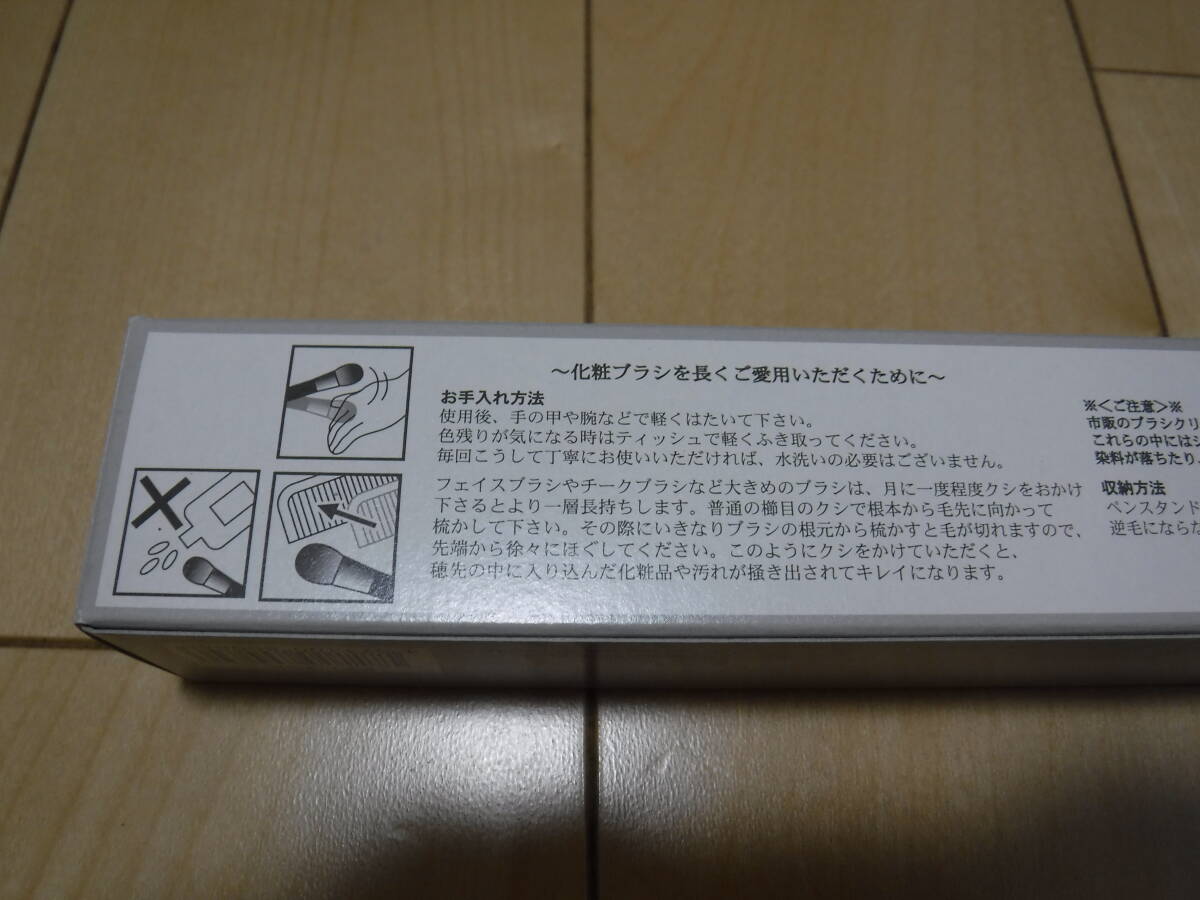 ～化粧ブラシを長くご愛用いただくために～
お手入れ方法
使用後、手の甲や腕などで軽くはたいて下さい。
色残りが気になる時はティッシュで軽くふき取ってください。
毎回こうして丁寧にお使いいただければ、水洗いの必要はございません。
フェイスブラシやチークブラシなど大きめのブラシは、月に一度程度クシをおかけ
下さるとより一層長持ちします。普通の櫛目のクシで根本から毛先に向かって
梳かして下さい。その際にいきなりブラシの根元から梳かすと毛が切れますので、
先端から徐々にほぐしてください。このようにクシをかけていただくと、
穂先の中に入り込んだ化粧品や汚れが掻き出されてキレイになります。
※＜ご注意＞※
市販のブラシクリ
これらの中にはシ
染料が落ちたり、
収納方法
ペンスタンド
逆毛にならな